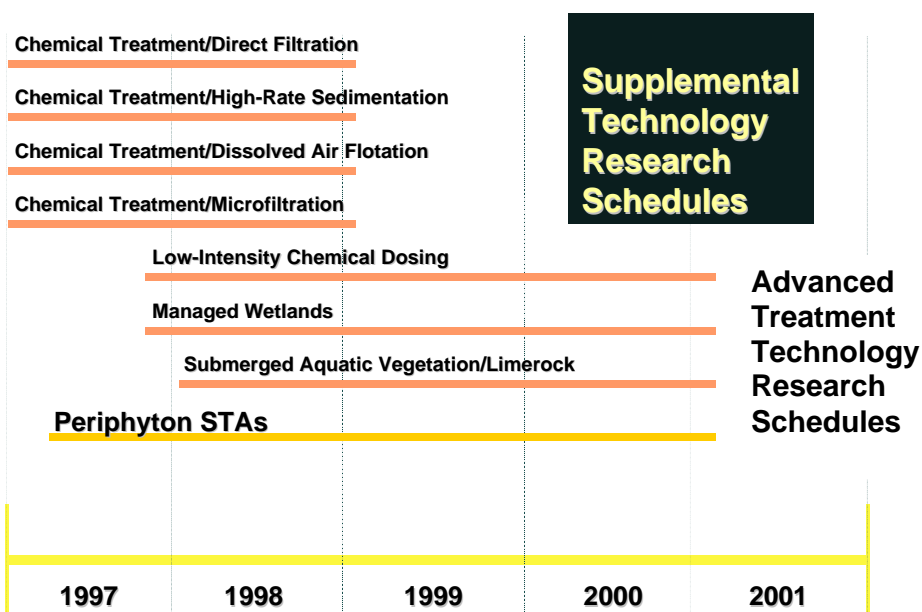 Chemical Treatment/Direct Filtration
Chemical Treatment/High-Rate Sedimentation
Chemical Treatment/Dissolved Air Flotation
Chemical Treatment/Microfiltration
Low-Intensity Chemical Dosing
Managed Wetlands
Submerged Aquatic Vegetation/Limerock
Periphyton STAs
Supplemental
Technology
Research
Schedules
Advanced
Treatment
Technology
Research
Schedules
1997 1998 1999 2000 2001